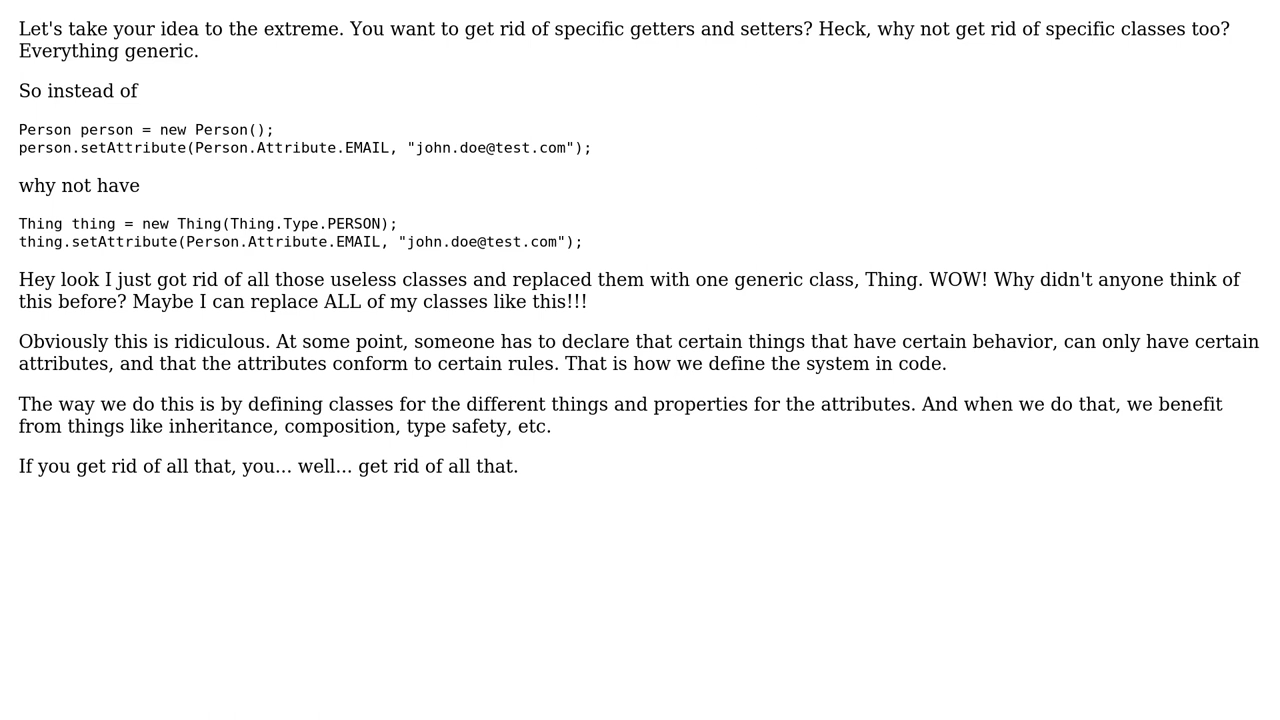 Let's take your idea to the extreme. You want to get rid of specific getters and setters? Heck, why not get rid of specific classes too?
Everything generic.
So instead of
Person person = new Person();
person.setAttribute(Person.Attribute.EMAIL, "john.doe@test.com");
why not have
Thing thing = new Thing(Thing.Type.PERSON);
thing.setAttribute(Person.Attribute.EMAIL, "john.doe@test.com");
Hey look I just got rid of all those useless classes and replaced them with one generic class, Thing. WOW! Why didn't anyone think of
this before? Maybe I can replace ALL of my classes like this!!!
Obviously this is ridiculous. At some point, someone has to declare that certain things that have certain behavior, can only have certain
attributes, and that the attributes conform to certain rules. That is how we define the system in code.
The way we do this is by defining classes for the different things and properties for the attributes. And when we do that, we benefit
from things like inheritance, composition, type safety, etc.
If you get rid of all that, you... well... get rid of all that.